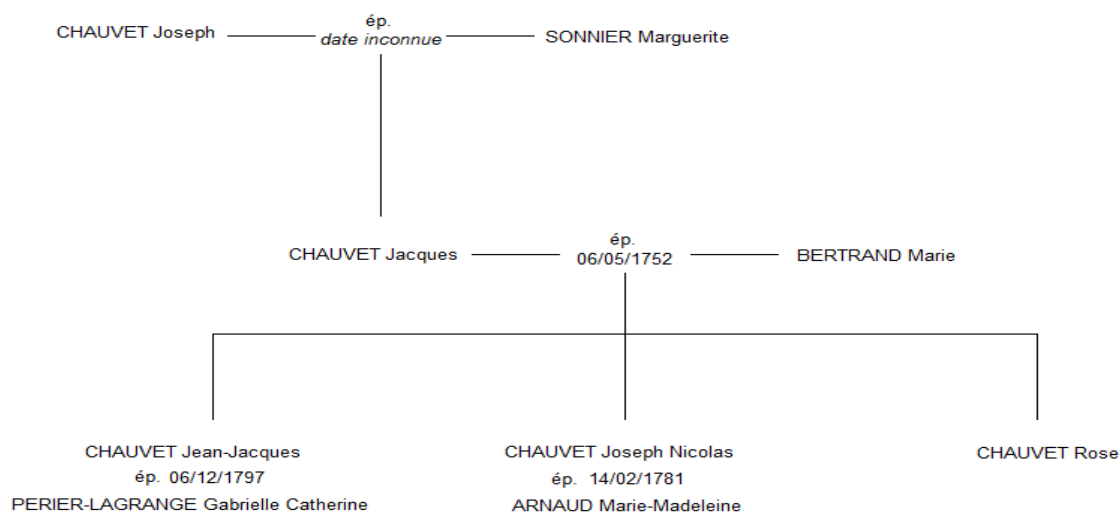 ép.
CHAUVET Joseph date inconnue SONNIER Marguerite
ép.
CHAUVET Jacques 06/05/1752 BERTRAND Marie
CHAUVET Jean-Jacques
ép. 06/12/1797
PERIER-LAGRANGE Gabrielle Catherine
CHAUVET Joseph Nicolas
ép. 14/02/1781
ARNAUD Marie-Madeleine
CHAUVET Rose